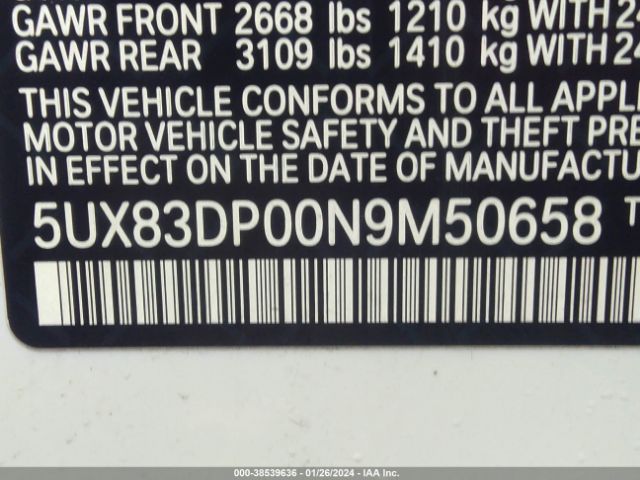 GAWR FRONT 2668 lbs 1210 kg WITH 2
GAWR REAR 3109 lbs 1410 kg WITH 24
THIS VEHICLE CONFORMS TO ALL APPLI
MOTOR VEHICLE SAFETY AND THEFT PRE
IN EFFECT ON THE DATE OF MANUFACTU
5UX83DP00N9M50658 T
000-38539636 - 01/26/2024 - IAA Inc.